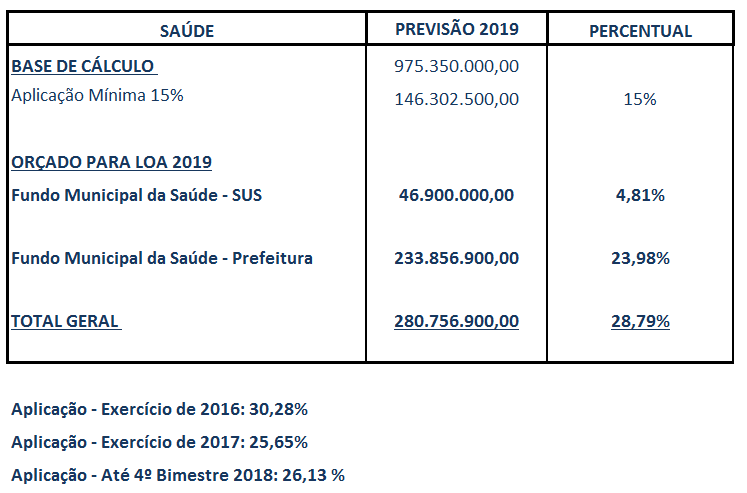 SAÚDE PREVISÃO 2019 PERCENTUAL
BASE DE CÁLCULO 975.350.000,00
Aplicação Mínima 15% 146.302.500,00 15%
ORÇADO PARA LOA 2019
Fundo Municipal da Saúde - SUS 46.900.000,00 4,81%
Fundo Municipal da Saúde - Prefeitura 233.856.900,00 23,98%
TOTAL GERAL 280.756.900,00 28,79%
Aplicação - Exercício de 2016: 30,28%
Aplicação - Exercício de 2017: 25,65%
Aplicação - Até 4º Bimestre 2018: 26,13 %